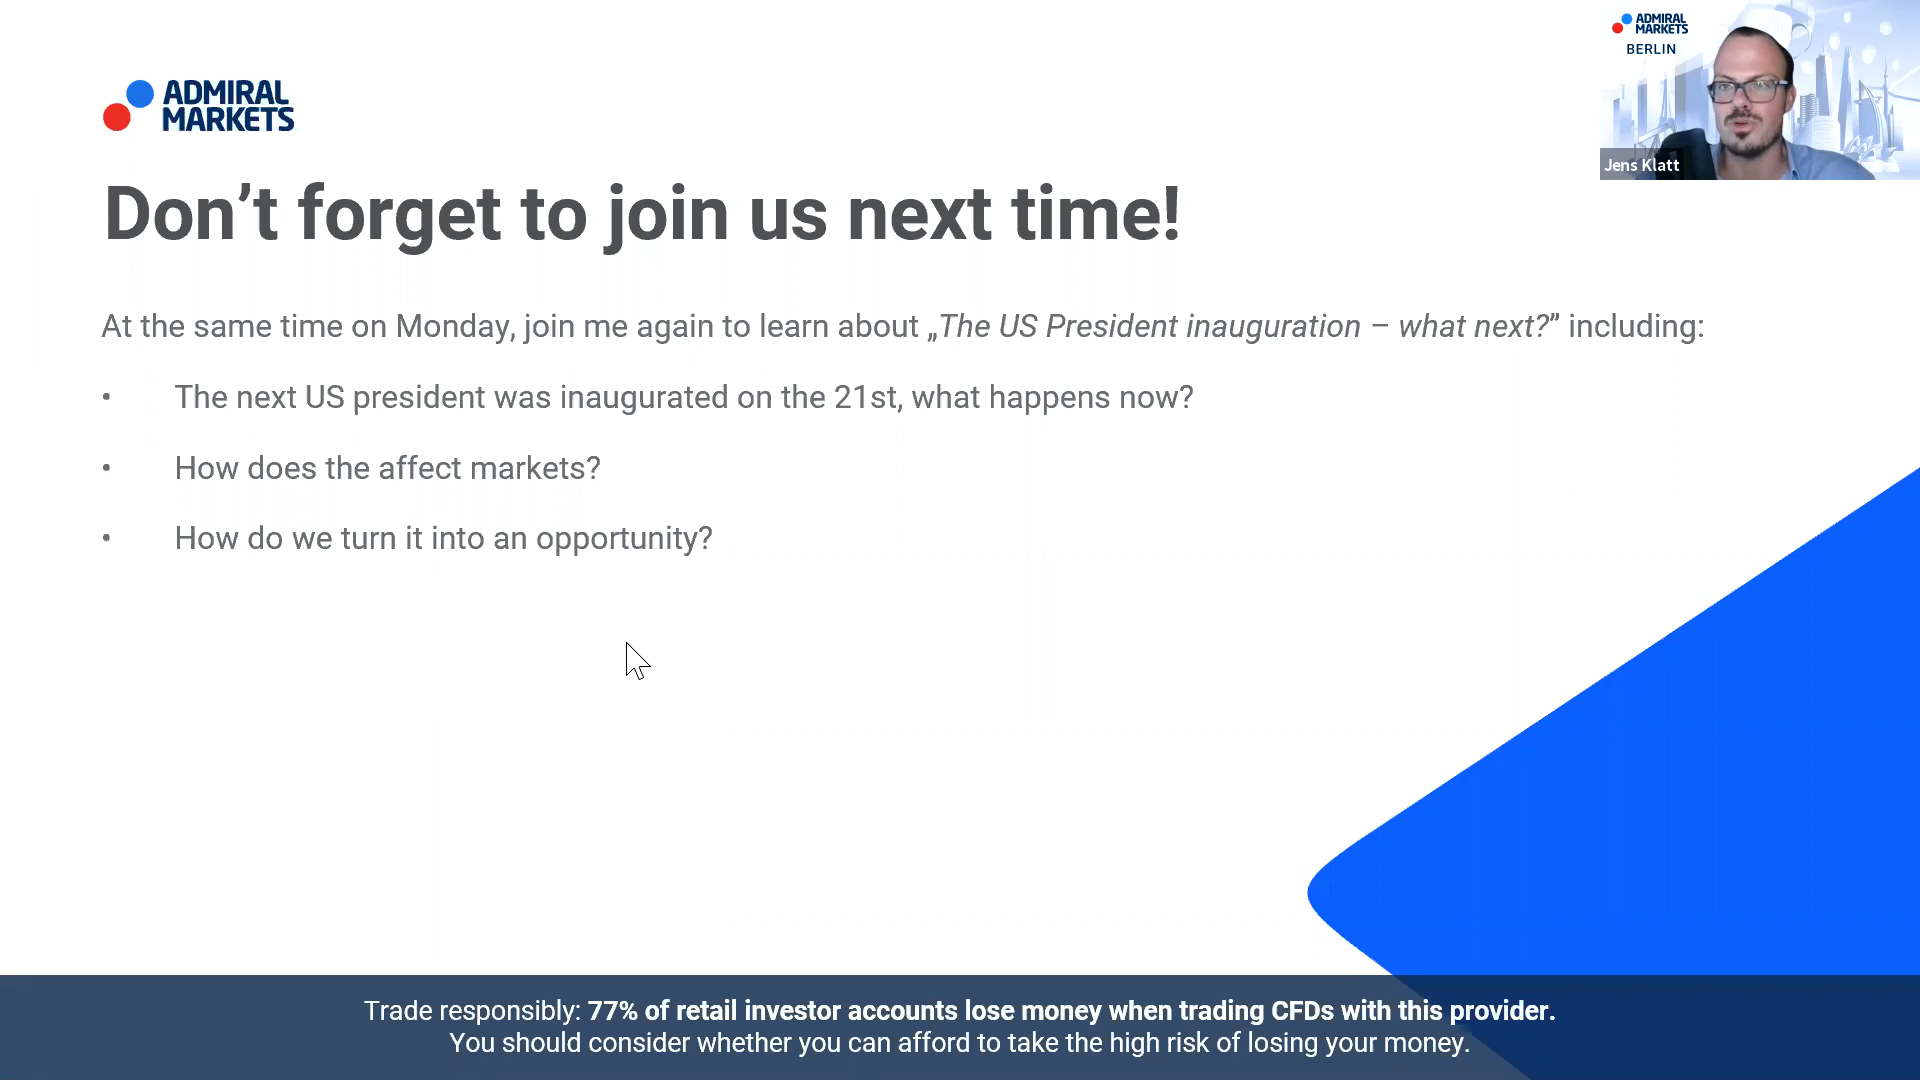 ADMIRAL
MARKETS
BERLIN
Jens Klatt
ADMIRAL
MARKETS
Don’t forget to join us next time!
At the same time on Monday, join me again to learn about „The US President inauguration – what next?” including:
• The next US president was inaugurated on the 21st, what happens now?
• How does the affect markets?
• How do we turn it into an opportunity?
Trade responsibly: 77% of retail investor accounts lose money when trading CFDs with this provider.
You should consider whether you can afford to take the high risk of losing your money.